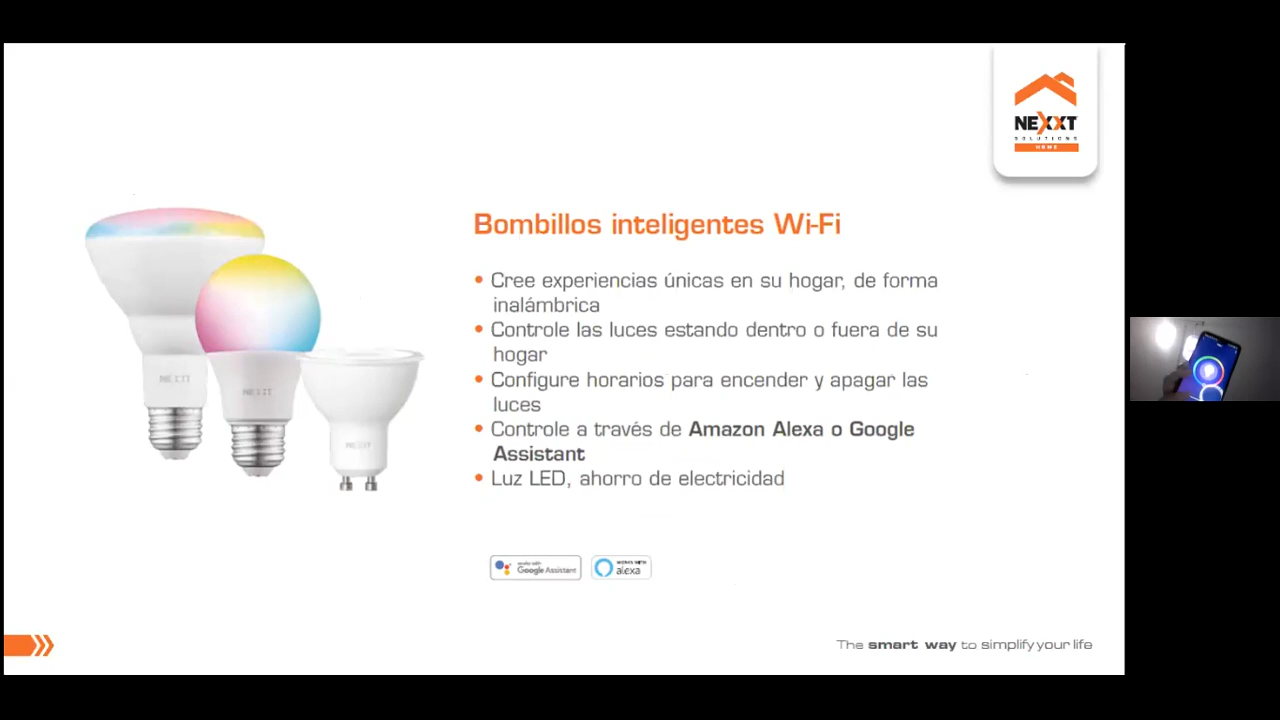 NEXXT
SOLUTIONS
HOME
Bombillos inteligentes Wi-Fi
• Cree experiencias únicas en su hogar, de forma
inalámbrica
• Controle las luces estando dentro o fuera de su
hogar
• Configure horarios para encender y apagar las
luces
• Controle a través de Amazon Alexa o Google
Assistant
• Luz LED, ahorro de electricidad
NEXXT
NEXXT
NEXXT
works with
Google Assistant
WORKS WITH
alexa
The smart way to simplify your life